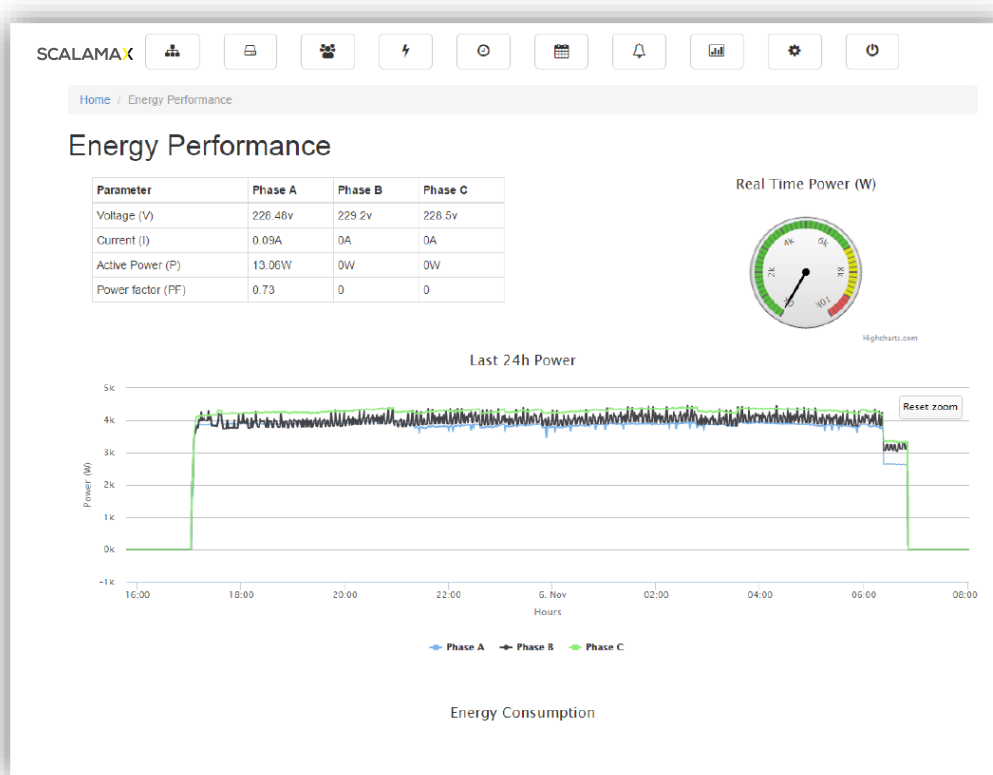 SCALAMAX
Home / Energy Performance
Energy Performance
Parameter Phase A Phase B Phase C
Voltage (V) 228.48v 229.2v 228.5v
Current (I) 0.09A 0A 0A
Active Power (P) 13.06W 0W 0W
Power factor (PF) 0.73 0 0
Real Time Power (W)
2k 4k 6k 8k 10k
Highcharts.com
Last 24h Power
Reset zoom
5k
4k
3k
2k
1k
0k
-1k
Power (W)
16:00 18:00 20:00 22:00 6. Nov 02:00 04:00 06:00 08:00
Hours
Phase A Phase B Phase C
Energy Consumption